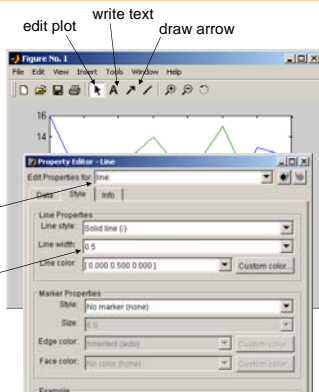 write text
edit plot
draw arrow
Figure No. 1
File Edit View Insert Tools Window Help
A
16
14
Property Editor - Line
Edit Properties for: line:
Data Style Info
Line Properties
Line style: Solid line (-)
Line width: 0.5
Line color: [ 0.000 0.500 0.000 ] Custom color...
Marker Properties
Style: No marker (none)
Size: 6.0
Edge color: Inherited (auto) Custom color...
Face color: No color (none) Custom color...
Example